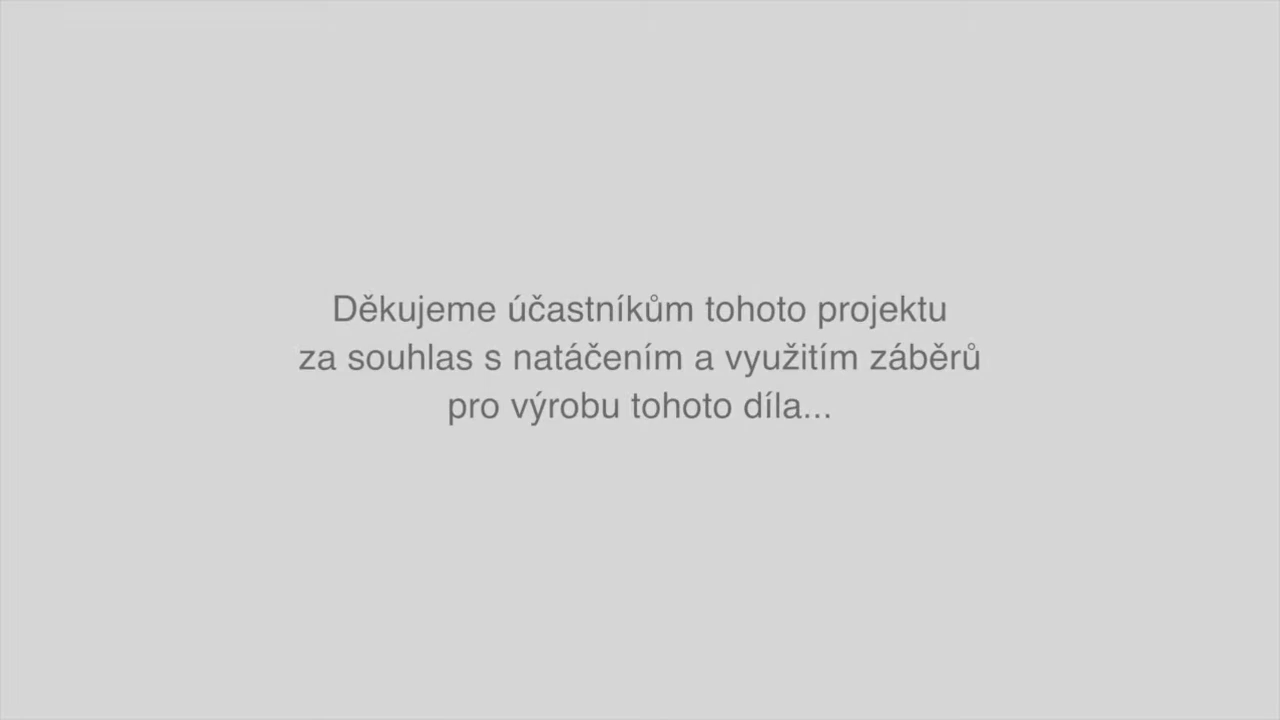 Děkujeme účastníkům tohoto projektu
za souhlas s natáčením a využitím záběrů
pro výrobu tohoto díla...